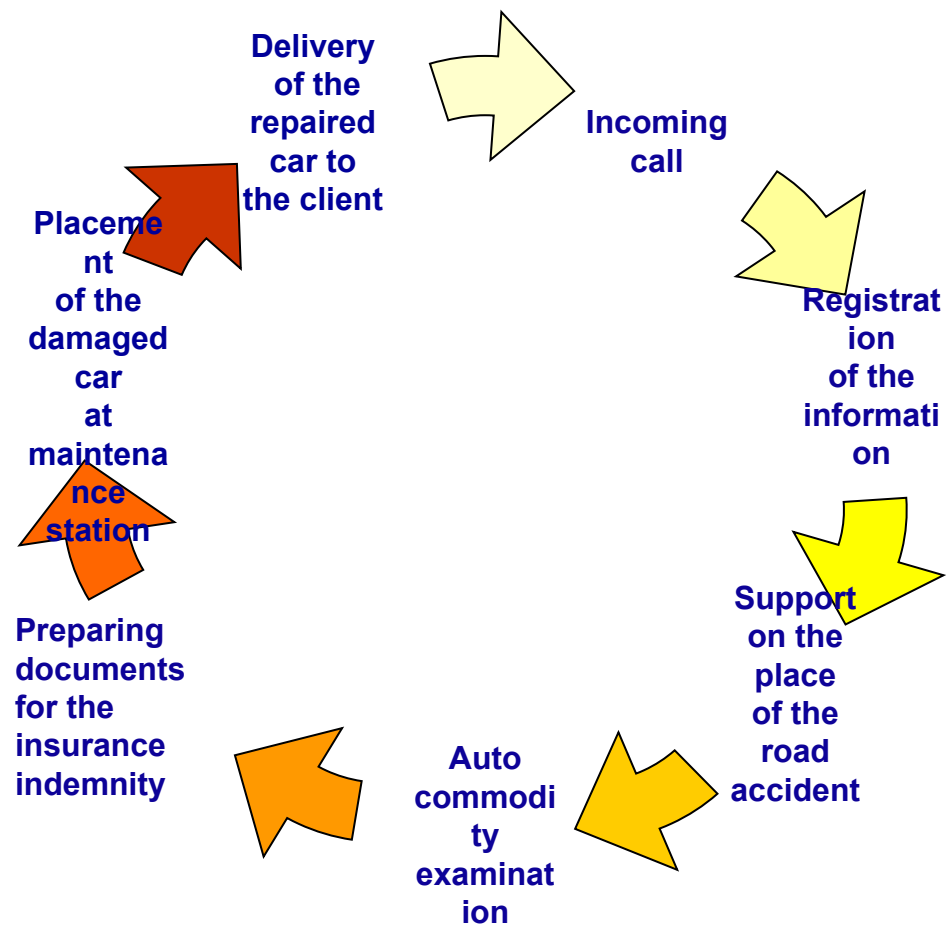 Delivery
of the
repaired
car to
the client
Incoming
call
Registrat
ion
of the
informati
on
Support
on the
place
of the
road
accident
Auto
commodi
ty
examinat
ion
Preparing
documents
for the
insurance
indemnity
Placeme
nt
of the
damaged
car
at
maintena
nce
station